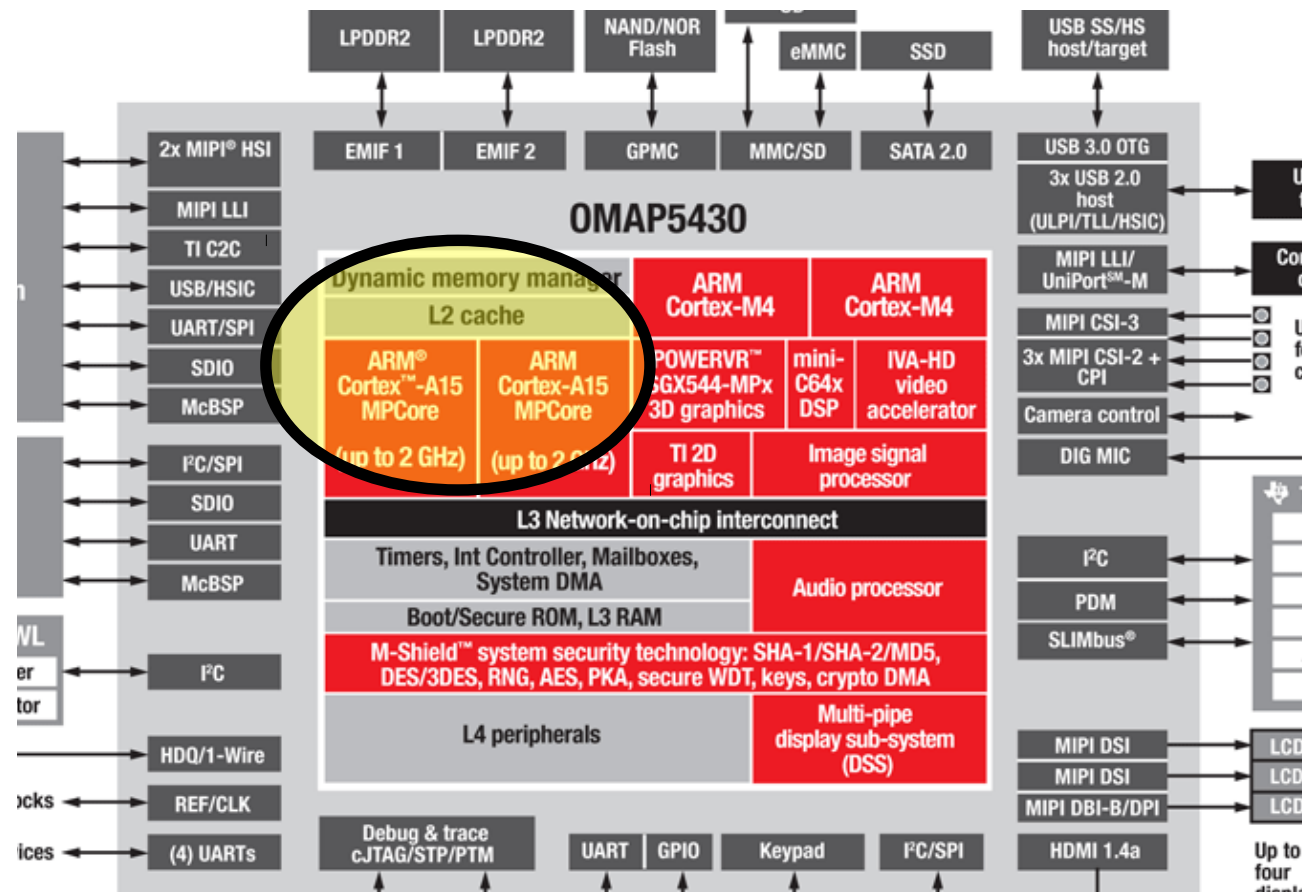 LPDDR2
LPDDR2
NAND/NOR
Flash
eMMC
SSD
USB SS/HS
host/target
2x MIPI® HSI
EMIF 1
EMIF 2
GPMC
MMC/SD
SATA 2.0
USB 3.0 OTG
3x USB 2.0
host
(ULPI/TLL/HSIC)
MIPI LLI
TI C2C
USB/HSIC
UART/SPI
SDIO
McBSP
I²C/SPI
SDIO
UART
McBSP
I²C
HDQ/1-Wire
REF/CLK
(4) UARTs
OMAP5430
Dynamic memory manager
L2 cache
ARM
Cortex-M4
ARM
Cortex-M4
ARM®
Cortex™-A15
MPCore
(up to 2 GHz)
ARM
Cortex-A15
MPCore
(up to 2 GHz)
POWERVR™
SGX544-MPx
3D graphics
mini-
C64x
DSP
IVA-HD
video
accelerator
TI 2D
graphics
Image signal
processor
L3 Network-on-chip interconnect
Timers, Int Controller, Mailboxes,
System DMA
Audio processor
Boot/Secure ROM, L3 RAM
M-Shield™ system security technology: SHA-1/SHA-2/MD5,
DES/3DES, RNG, AES, PKA, secure WDT, keys, crypto DMA
L4 peripherals
Multi-pipe
display sub-system
(DSS)
MIPI LLI/
UniPort℠-M
MIPI CSI-3
3x MIPI CSI-2 +
CPI
Camera control
DIG MIC
I²C
PDM
SLIMbus®
MIPI DSI
MIPI DSI
MIPI DBI-B/DPI
HDMI 1.4a
LCD
LCD
LCD
Up to
four
Debug & trace
cJTAG/STP/PTM
UART
GPIO
Keypad
I²C/SPI